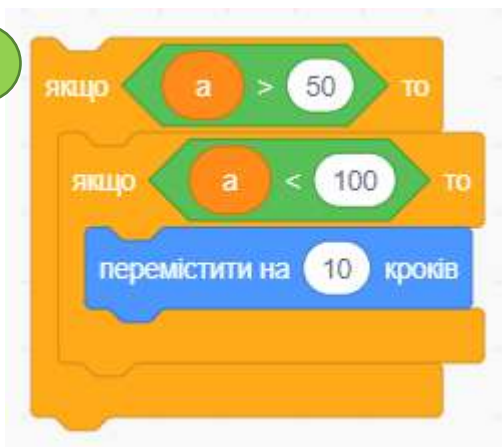 якщо a > 50 то
якщо a < 100 то
перемістити на 10 кроків